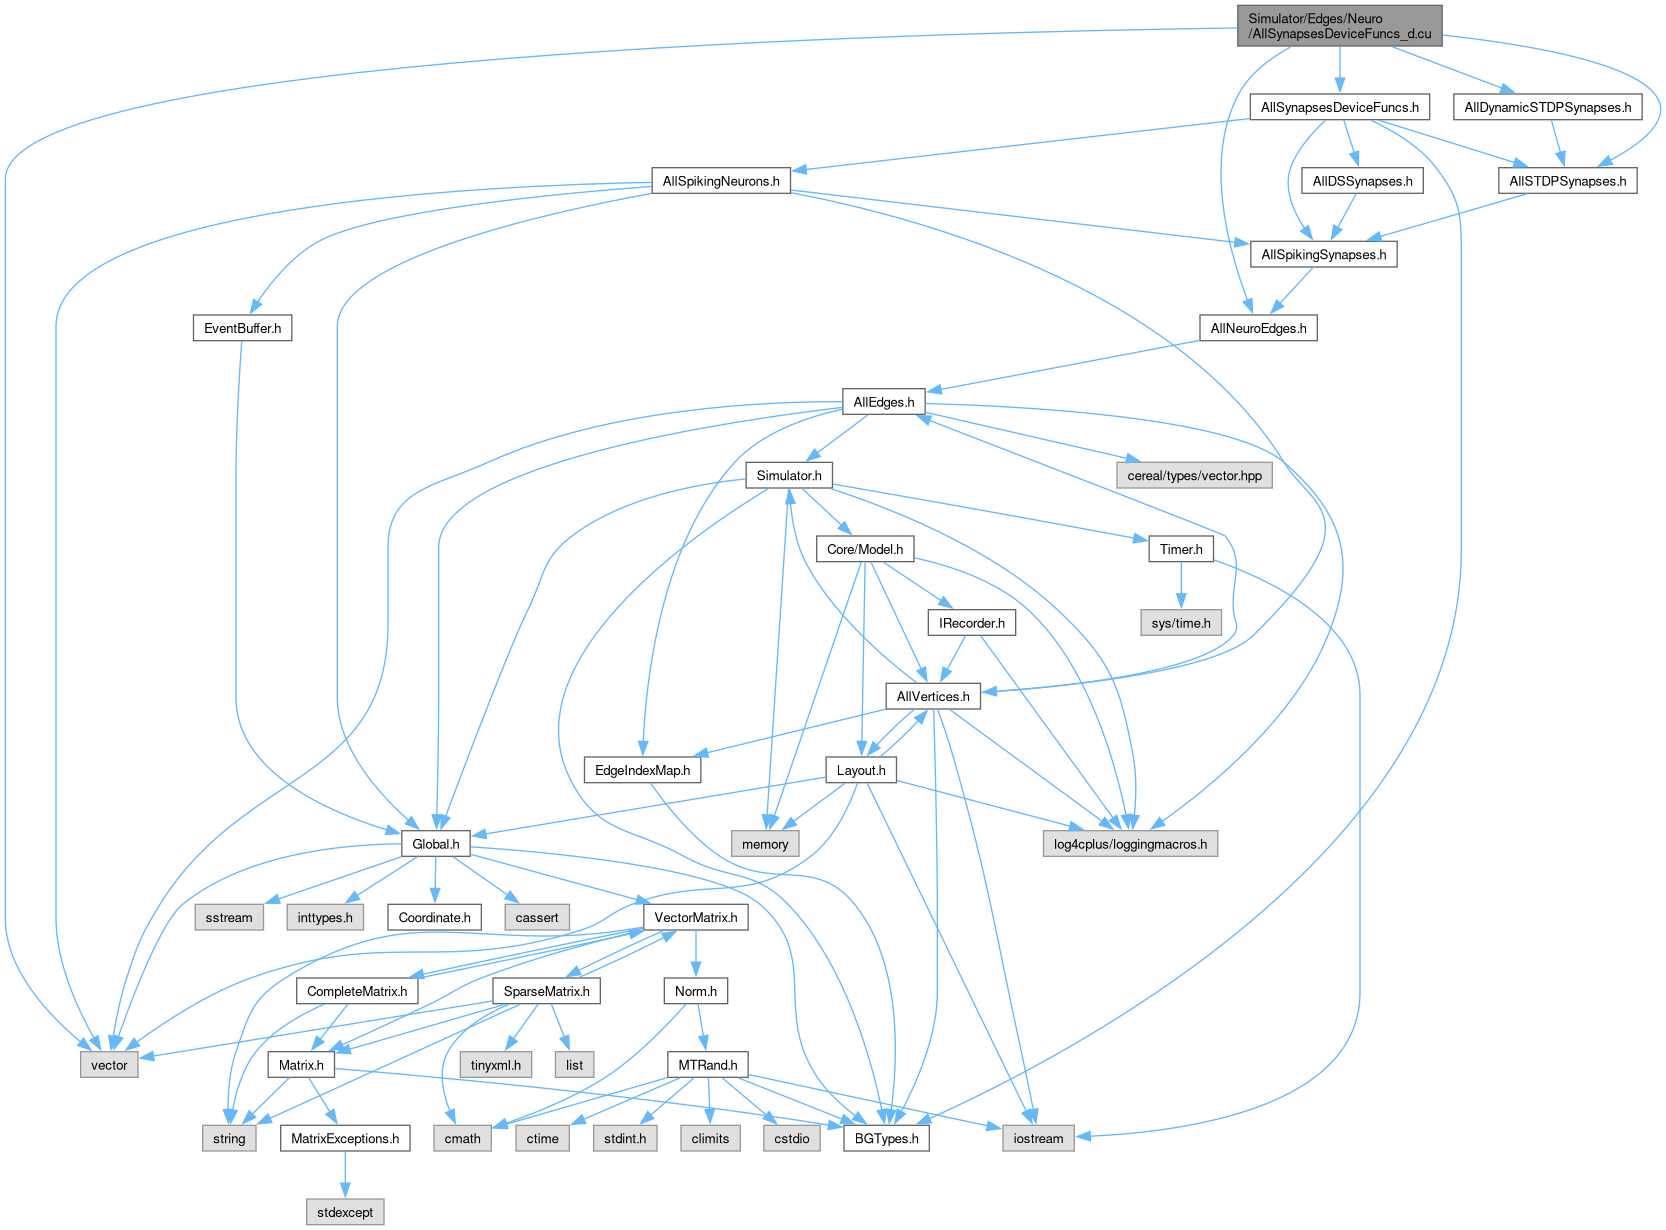 Simulator/Edges/Neuro
/AllSynapsesDeviceFuncs_d.cu
AllSynapsesDeviceFuncs.h
AllDynamicSTDPSynapses.h
AllSpikingNeurons.h
AllDSSynapses.h
AllSTDPSynapses.h
AllSpikingSynapses.h
EventBuffer.h
AllNeuroEdges.h
AllEdges.h
Simulator.h
cereal/types/vector.hpp
Core/Model.h
Timer.h
IRecorder.h
sys/time.h
AllVertices.h
EdgeIndexMap.h
Layout.h
Global.h
memory
log4cplus/loggingmacros.h
sstream
inttypes.h
Coordinate.h
cassert
VectorMatrix.h
CompleteMatrix.h
SparseMatrix.h
Norm.h
vector
Matrix.h
tinyxml.h
list
MTRand.h
string
MatrixExceptions.h
cmath
ctime
stdint.h
climits
cstdio
BGTypes.h
iostream
stdexcept